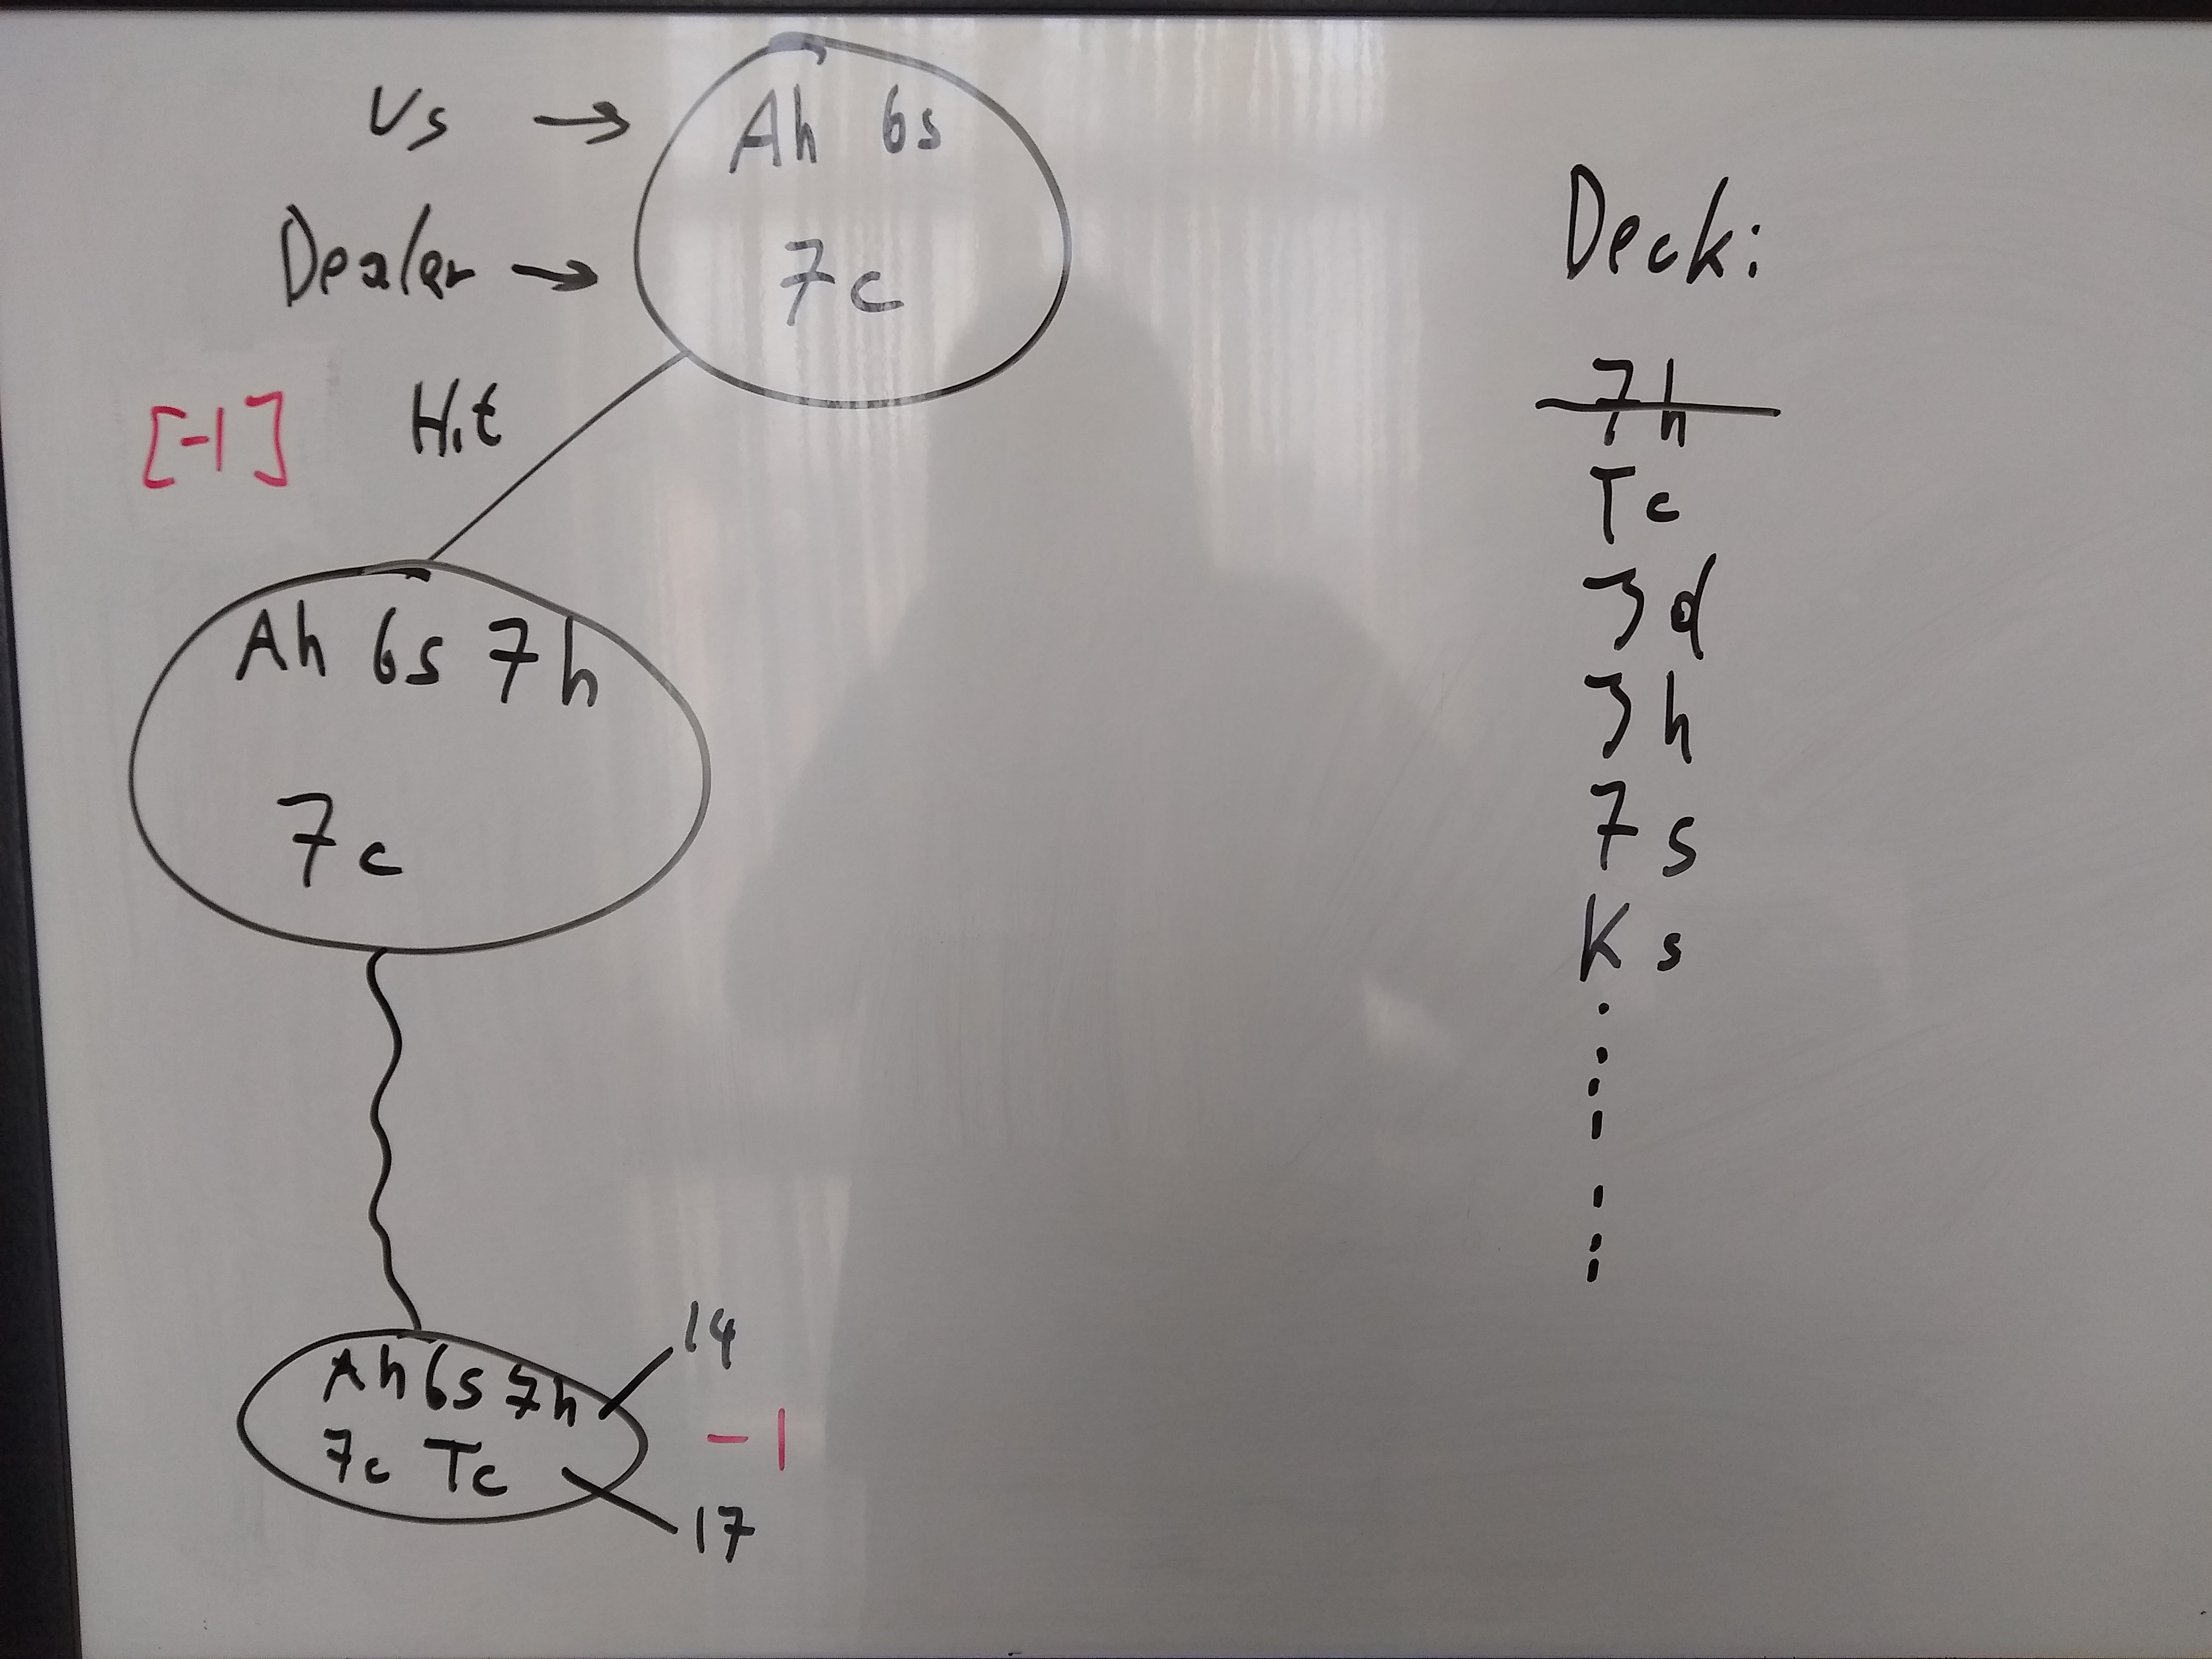 Us → Ah 6s
Dealer → 7c
[-1] Hit
Ah 6s 7h
7c
Ah 6s 7h
7c Tc
14
-1
17
Deck:
7h
Tc
3d
3h
7s
Ks